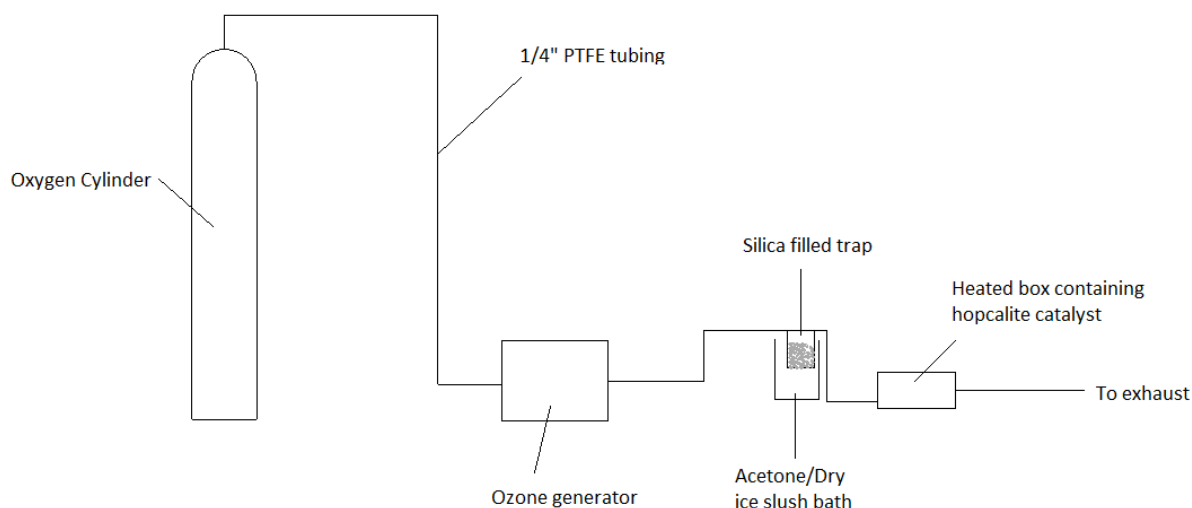 1/4" PTFE tubing
Oxygen Cylinder
Silica filled trap
Heated box containing
hopcalite catalyst
To exhaust
Ozone generator
Acetone/Dry
ice slush bath